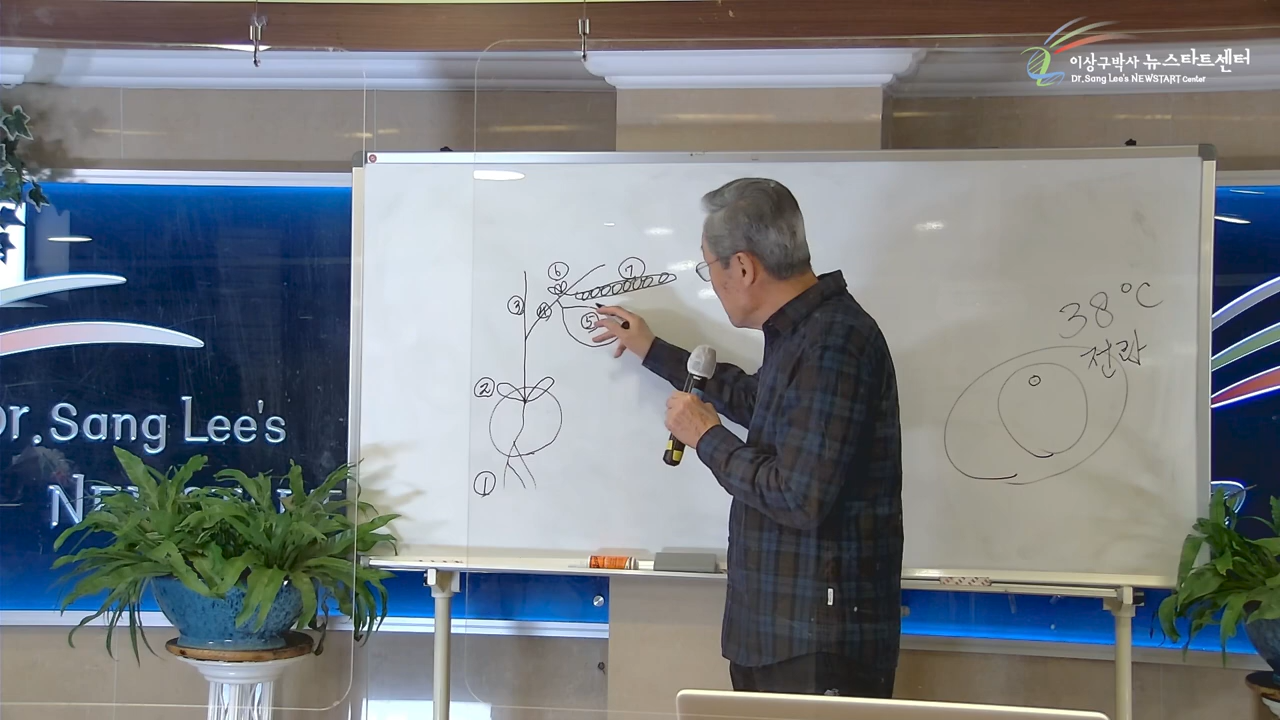 이상구박사 뉴스타트센터
Dr.Sang Lee's NEWSTART Center
⑥
⑦
③
④
⑤
②
①
38°C
전파
Dr.Sang Lee's